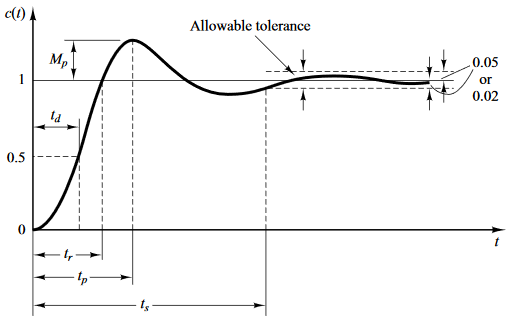 c(t)
Allowable tolerance
M_p
0.05
or
0.02
1
t_d
0.5
0
t
t_r
t_p
t_s